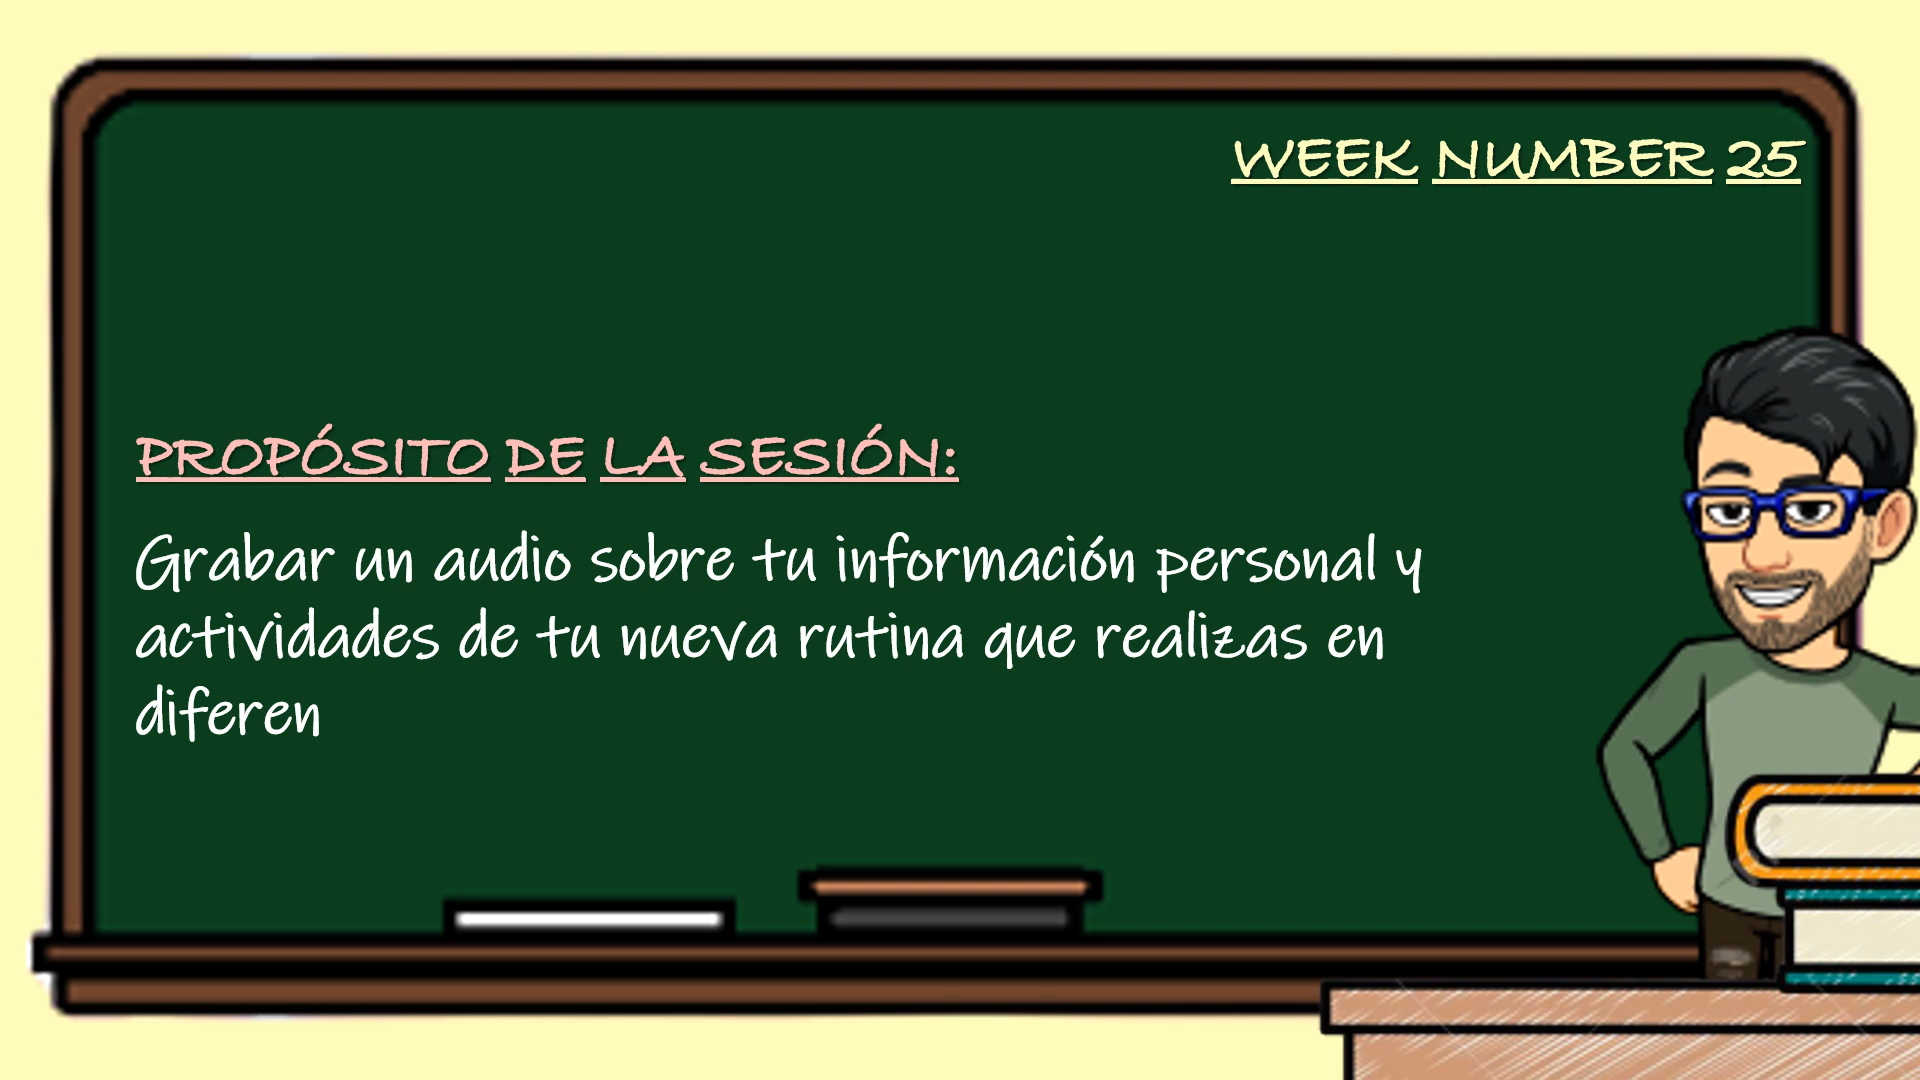 WEEK NUMBER 25
PROPÓSITO DE LA SESIÓN:
Grabar un audio sobre tu información personal y
actividades de tu nueva rutina que realizas en
diferen